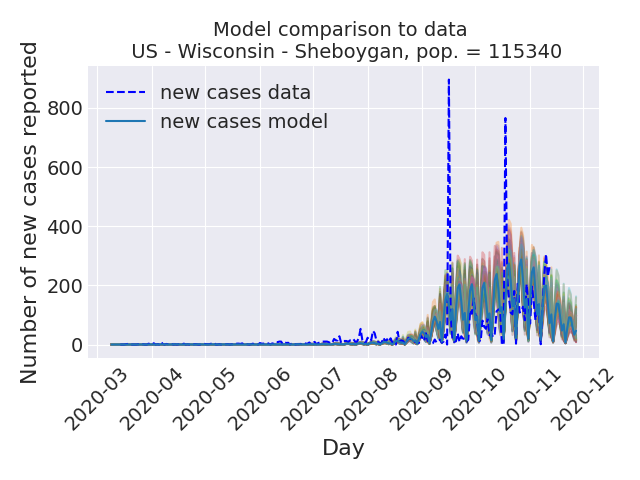 Model comparison to data
US - Wisconsin - Sheboygan, pop. = 115340
Number of new cases reported
800
600
400
200
0
new cases data
new cases model
2020-03
2020-04
2020-05
2020-06
2020-07
2020-08
2020-09
2020-10
2020-11
2020-12
Day